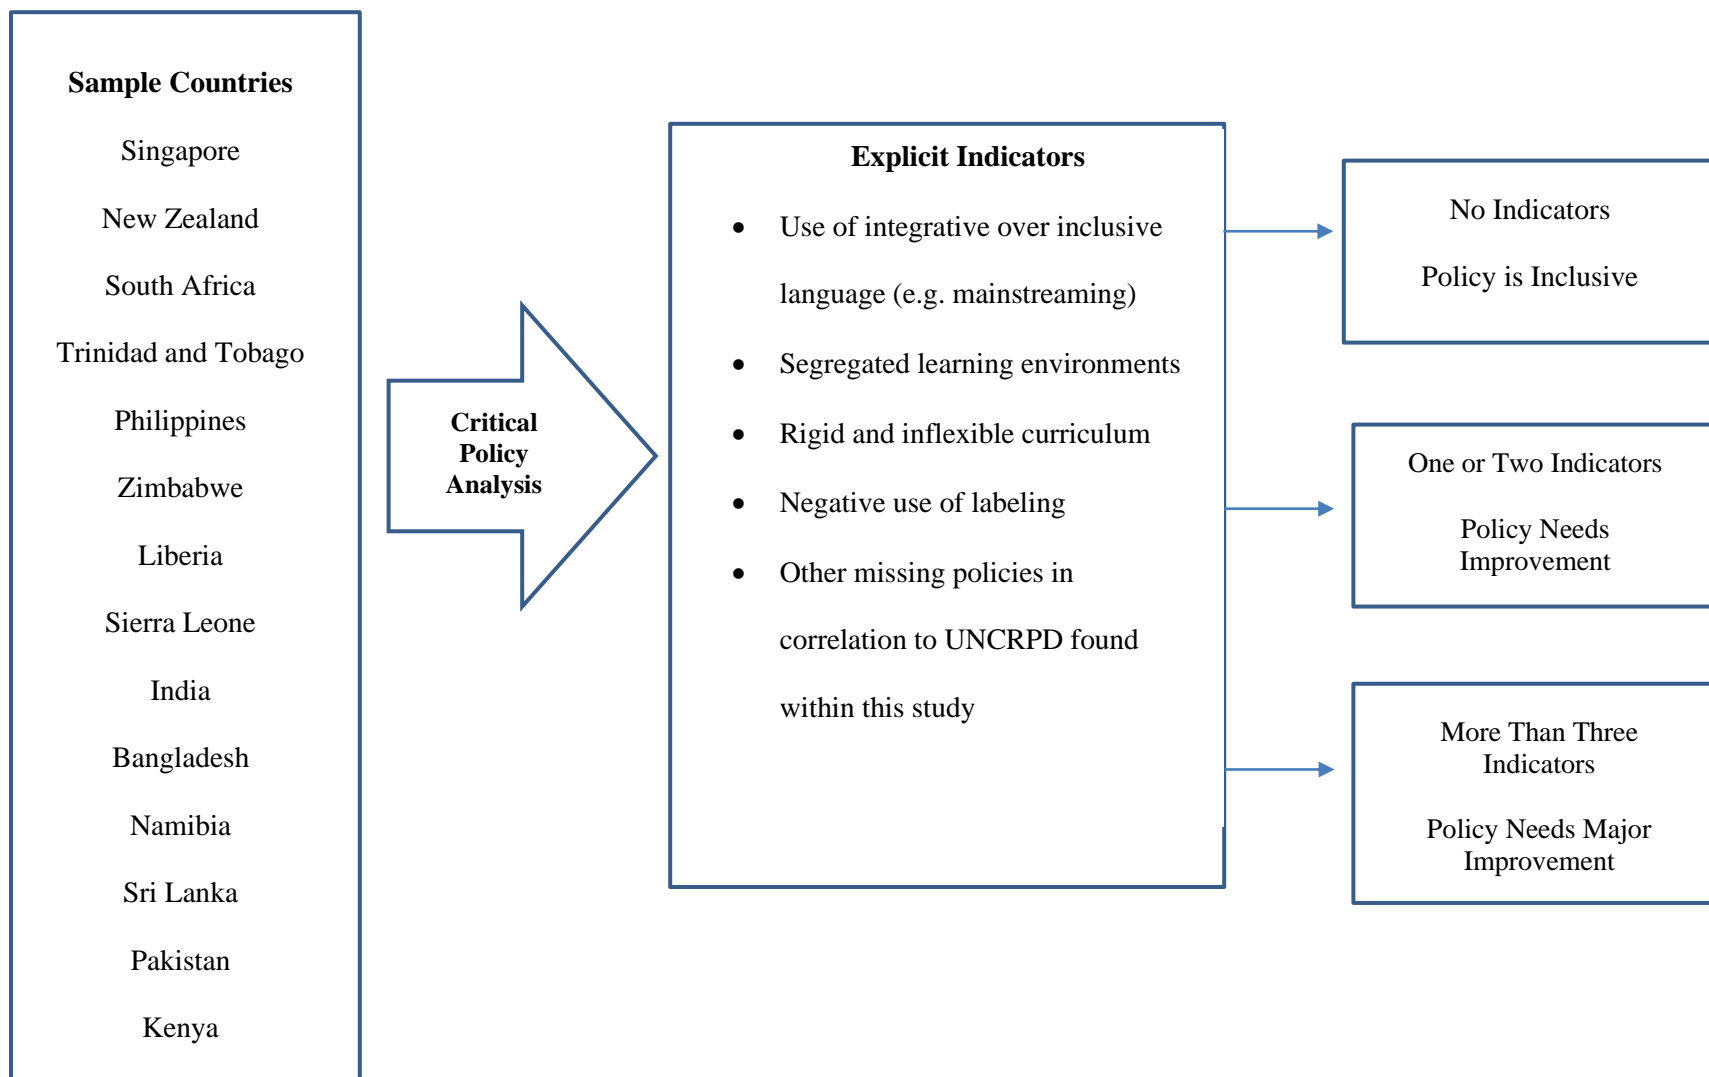 Sample Countries
Singapore
New Zealand
South Africa
Trinidad and Tobago
Philippines
Zimbabwe
Liberia
Sierra Leone
India
Bangladesh
Namibia
Sri Lanka
Pakistan
Kenya
Critical
Policy
Analysis
Explicit Indicators
• Use of integrative over inclusive
language (e.g. mainstreaming)
• Segregated learning environments
• Rigid and inflexible curriculum
• Negative use of labeling
• Other missing policies in
correlation to UNCRPD found
within this study
No Indicators
Policy is Inclusive
One or Two Indicators
Policy Needs
Improvement
More Than Three
Indicators
Policy Needs Major
Improvement